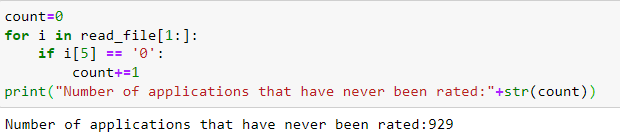 count=0
for i in read_file[1:]:
    if i[5] == '0':
        count+=1
print("Number of applications that have never been rated:"+str(count))
Number of applications that have never been rated:929